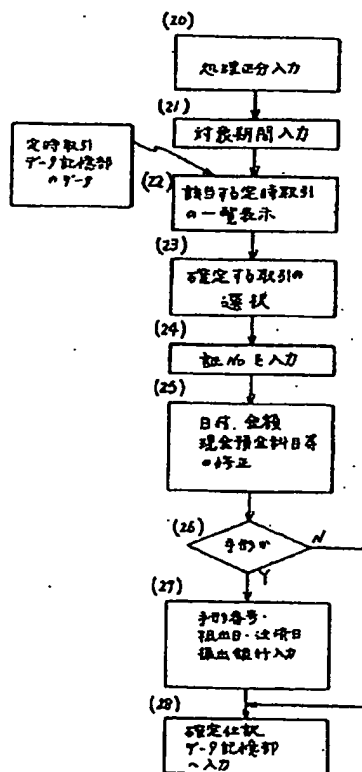 (20)
処理区分入力
(21)
対象期間入力
定時取引
データ記憶部
のデータ
(22)
該当する定時取引
の一覧表示
(23)
確定する取引の
選択
(24)
証Noを入力
(25)
日付、金額
現金預金科目等
の修正
(26)
手形か
N
Y
(27)
手形番号・
振出日・決済日
振出銀行入力
(28)
確定仕訳
データ記憶部
へ入力